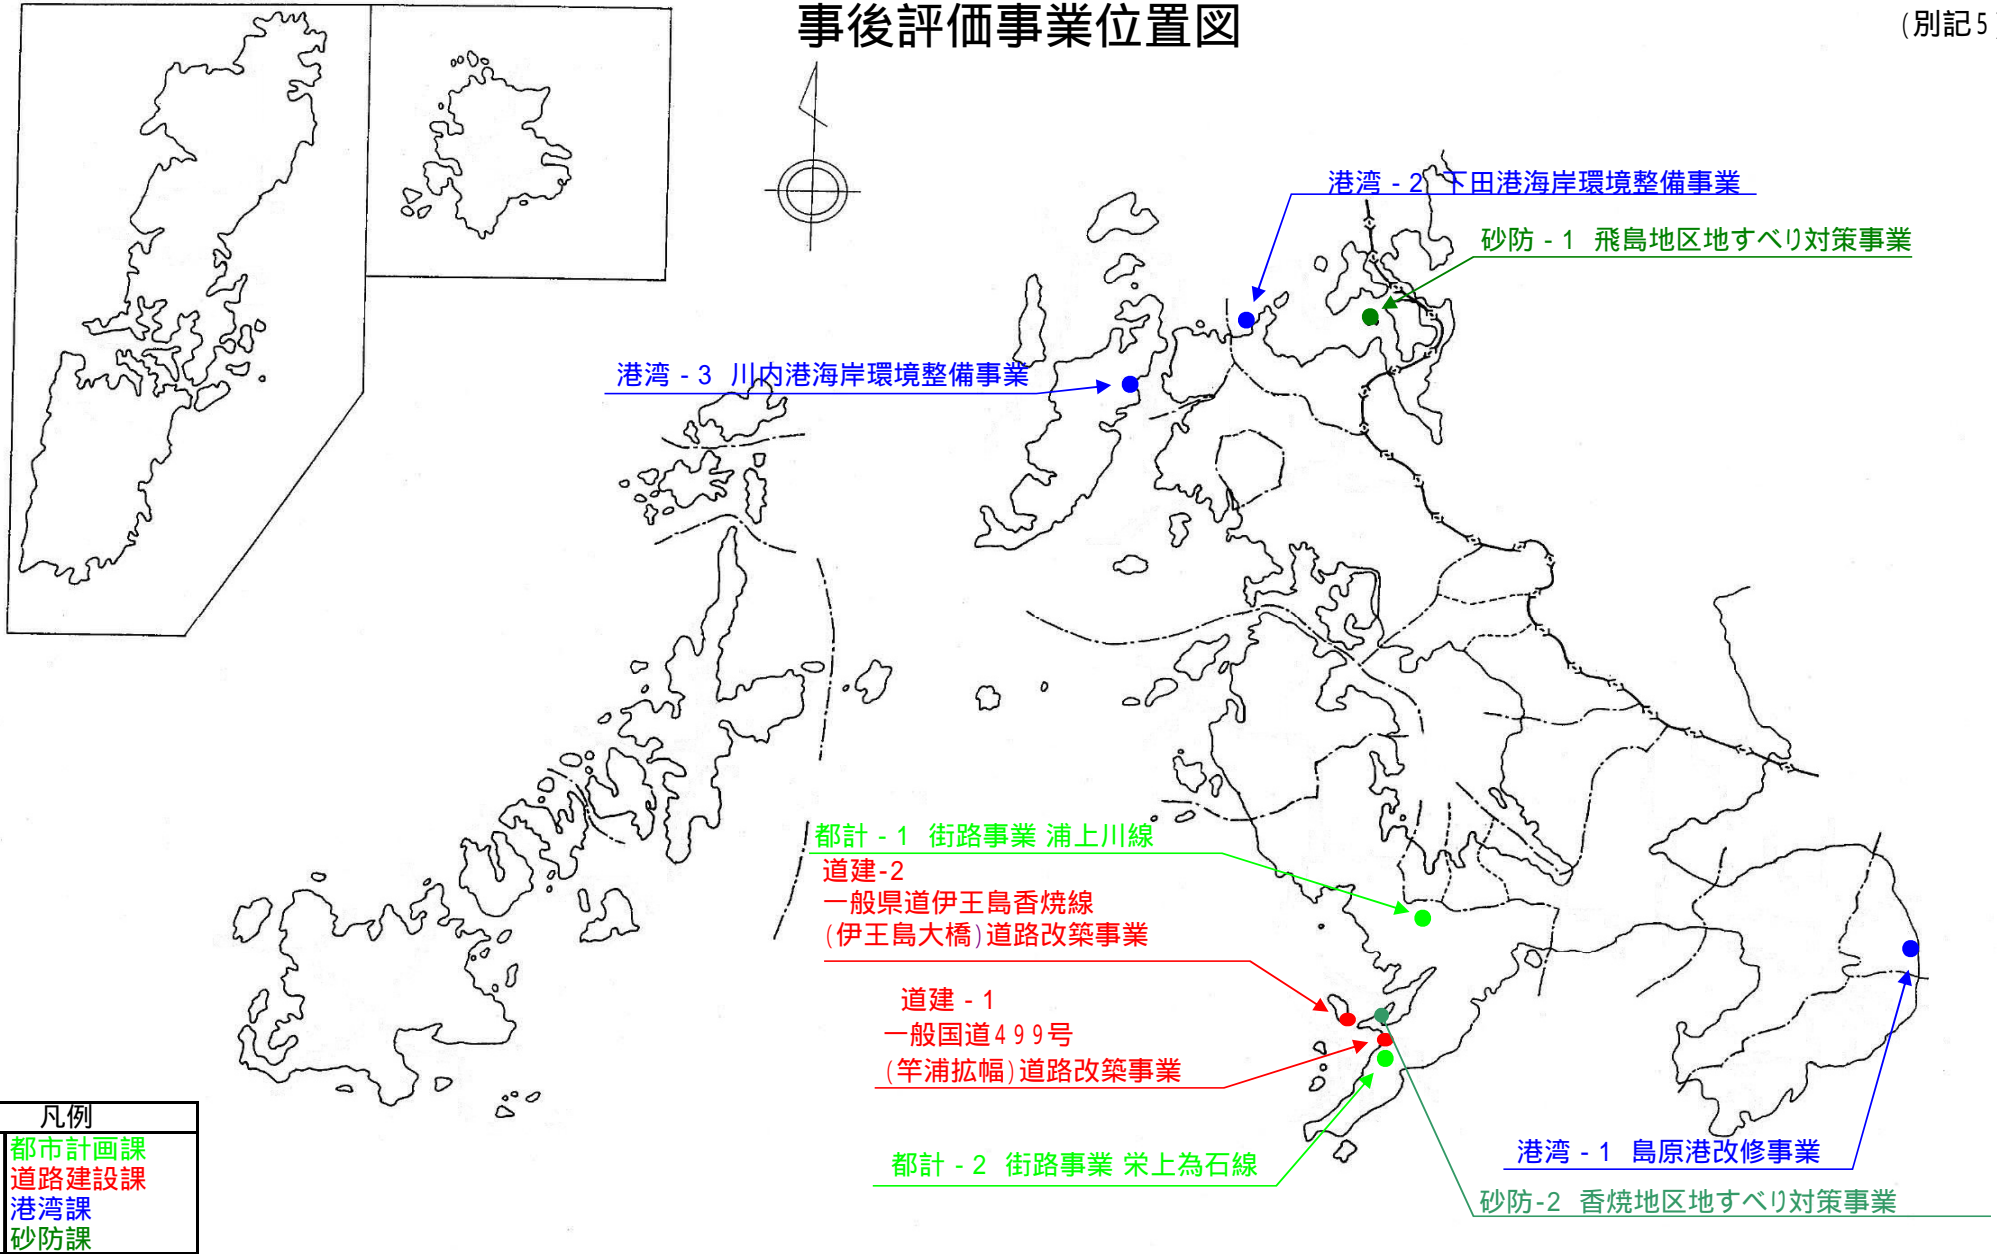 事後評価事業位置図
(別記5)
港湾 - 2 下田港海岸環境整備事業
砂防 - 1 飛島地区地すべり対策事業
港湾 - 3 川内港海岸環境整備事業
都計 - 1 街路事業 浦上川線
道建-2
一般県道伊王島香焼線
(伊王島大橋)道路改築事業
道建 - 1
一般国道499号
(竿浦拡幅)道路改築事業
都計 - 2 街路事業 栄上為石線
港湾 - 1 島原港改修事業
砂防-2 香焼地区地すべり対策事業
凡例
都市計画課
道路建設課
港湾課
砂防課